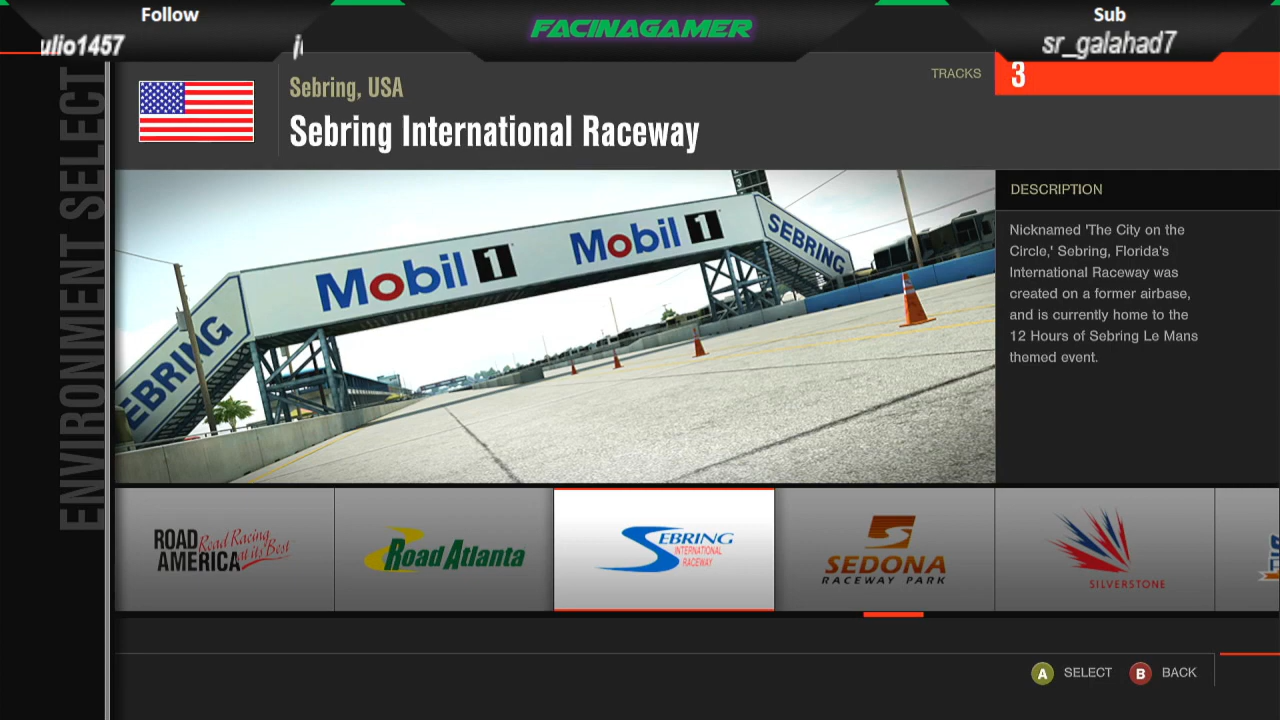 Follow
FACINAGAMER
Sub
ulio1457
sr_galahad7
ENVIRONMENT SELECT
Sebring, USA
Sebring International Raceway
TRACKS
3
Mobil 1
Mobil 1
SEBRING
EBRING
DESCRIPTION
Nicknamed 'The City on the
Circle,' Sebring, Florida's
International Raceway was
created on a former airbase,
and is currently home to the
12 Hours of Sebring Le Mans
themed event.
ROAD AMERICA
Road Racing at its Best
Road Atlanta
SEBRING
INTERNATIONAL
RACEWAY
SEDONA
RACEWAY PARK
SILVERSTONE
A SELECT
B BACK